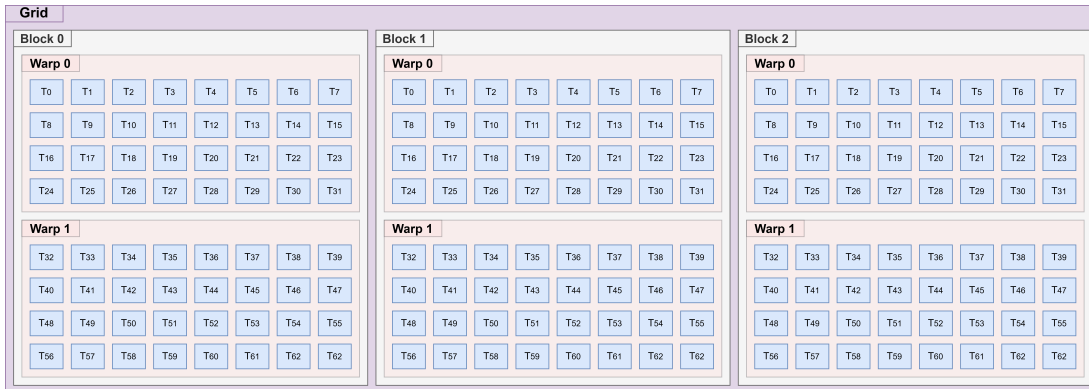 Grid
Block 0 Block 1 Block 2
Warp 0 Warp 0 Warp 0
T0 T1 T2 T3 T4 T5 T6 T7 T0 T1 T2 T3 T4 T5 T6 T7 T0 T1 T2 T3 T4 T5 T6 T7
T8 T9 T10 T11 T12 T13 T14 T15 T8 T9 T10 T11 T12 T13 T14 T15 T8 T9 T10 T11 T12 T13 T14 T15
T16 T17 T18 T19 T20 T21 T22 T23 T16 T17 T18 T19 T20 T21 T22 T23 T16 T17 T18 T19 T20 T21 T22 T23
T24 T25 T26 T27 T28 T29 T30 T31 T24 T25 T26 T27 T28 T29 T30 T31 T24 T25 T26 T27 T28 T29 T30 T31
Warp 1 Warp 1 Warp 1
T32 T33 T34 T35 T36 T37 T38 T39 T32 T33 T34 T35 T36 T37 T38 T39 T32 T33 T34 T35 T36 T37 T38 T39
T40 T41 T42 T43 T44 T45 T46 T47 T40 T41 T42 T43 T44 T45 T46 T47 T40 T41 T42 T43 T44 T45 T46 T47
T48 T49 T50 T51 T52 T53 T54 T55 T48 T49 T50 T51 T52 T53 T54 T55 T48 T49 T50 T51 T52 T53 T54 T55
T56 T57 T58 T59 T60 T61 T62 T62 T56 T57 T58 T59 T60 T61 T62 T62 T56 T57 T58 T59 T60 T61 T62 T62